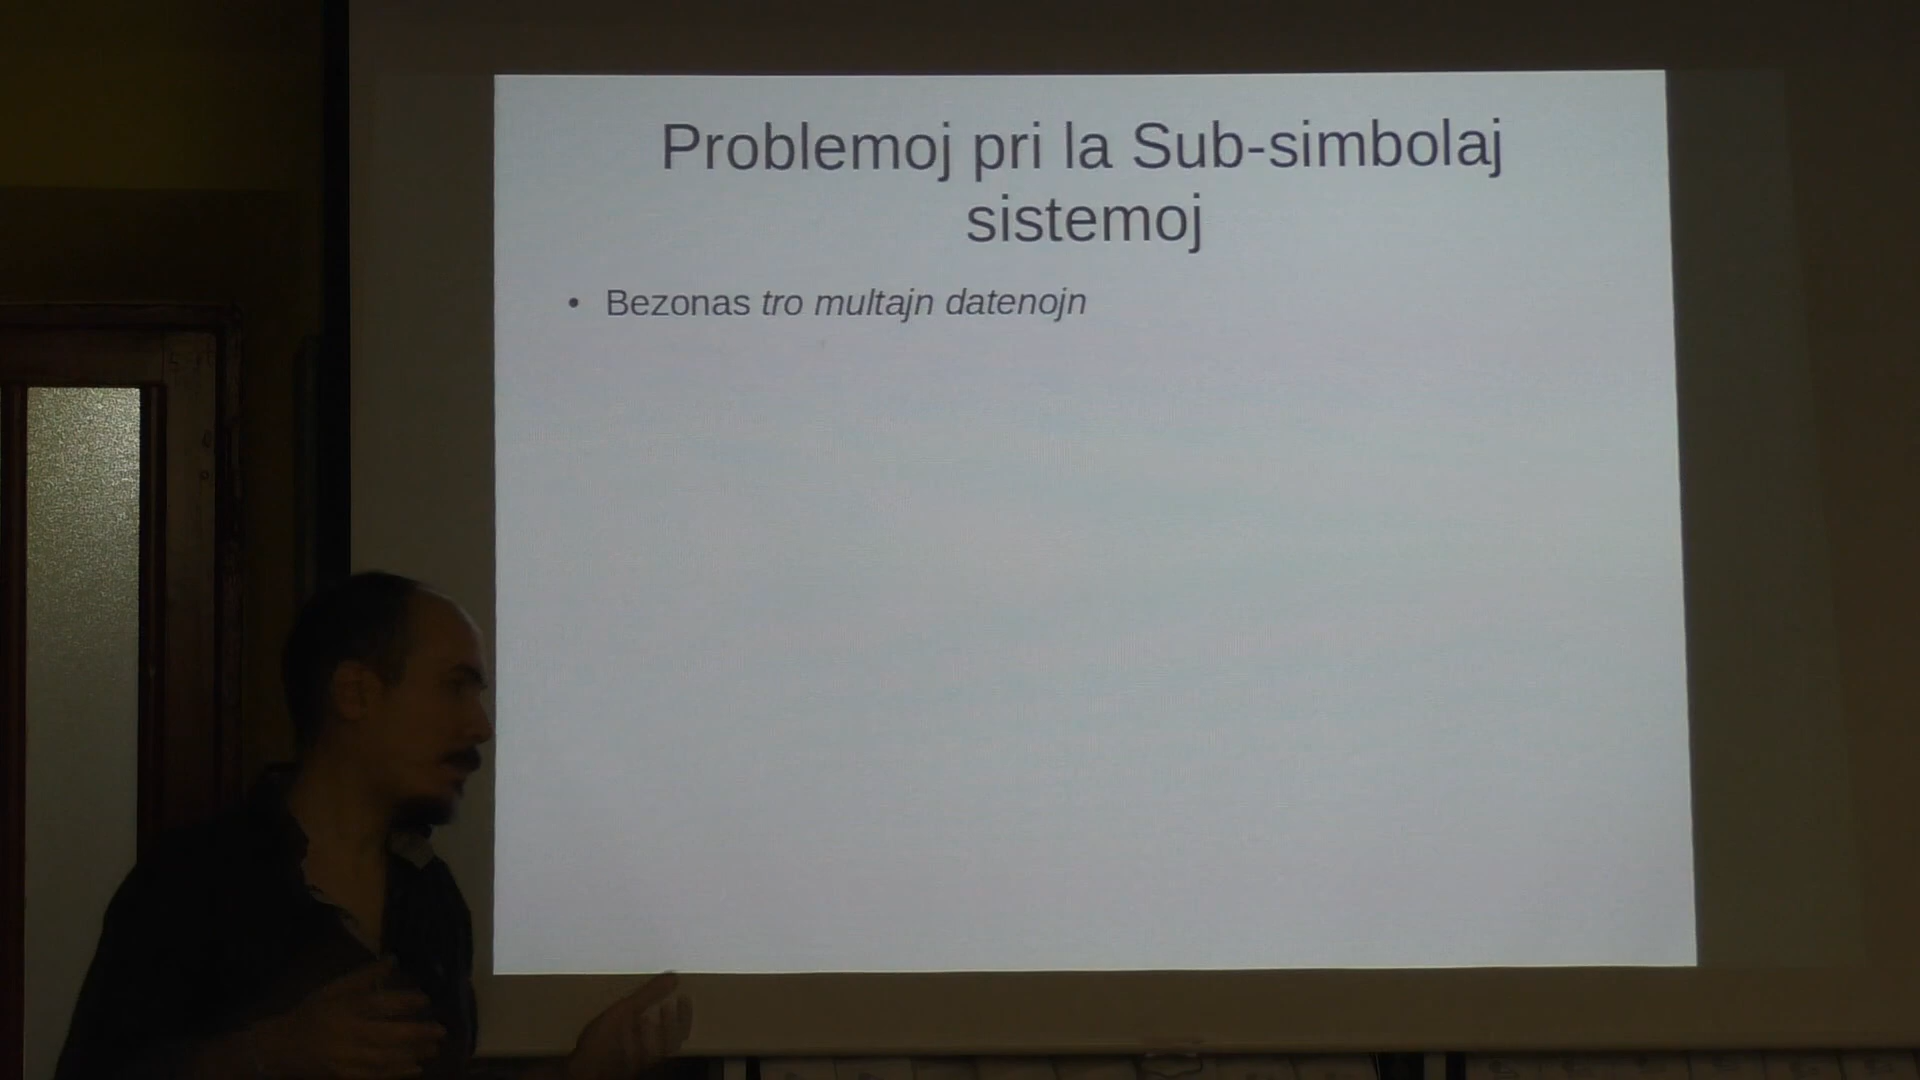 Problemoj pri la Sub-simbolaj
sistemoj
• Bezonas tro multajn datenojn